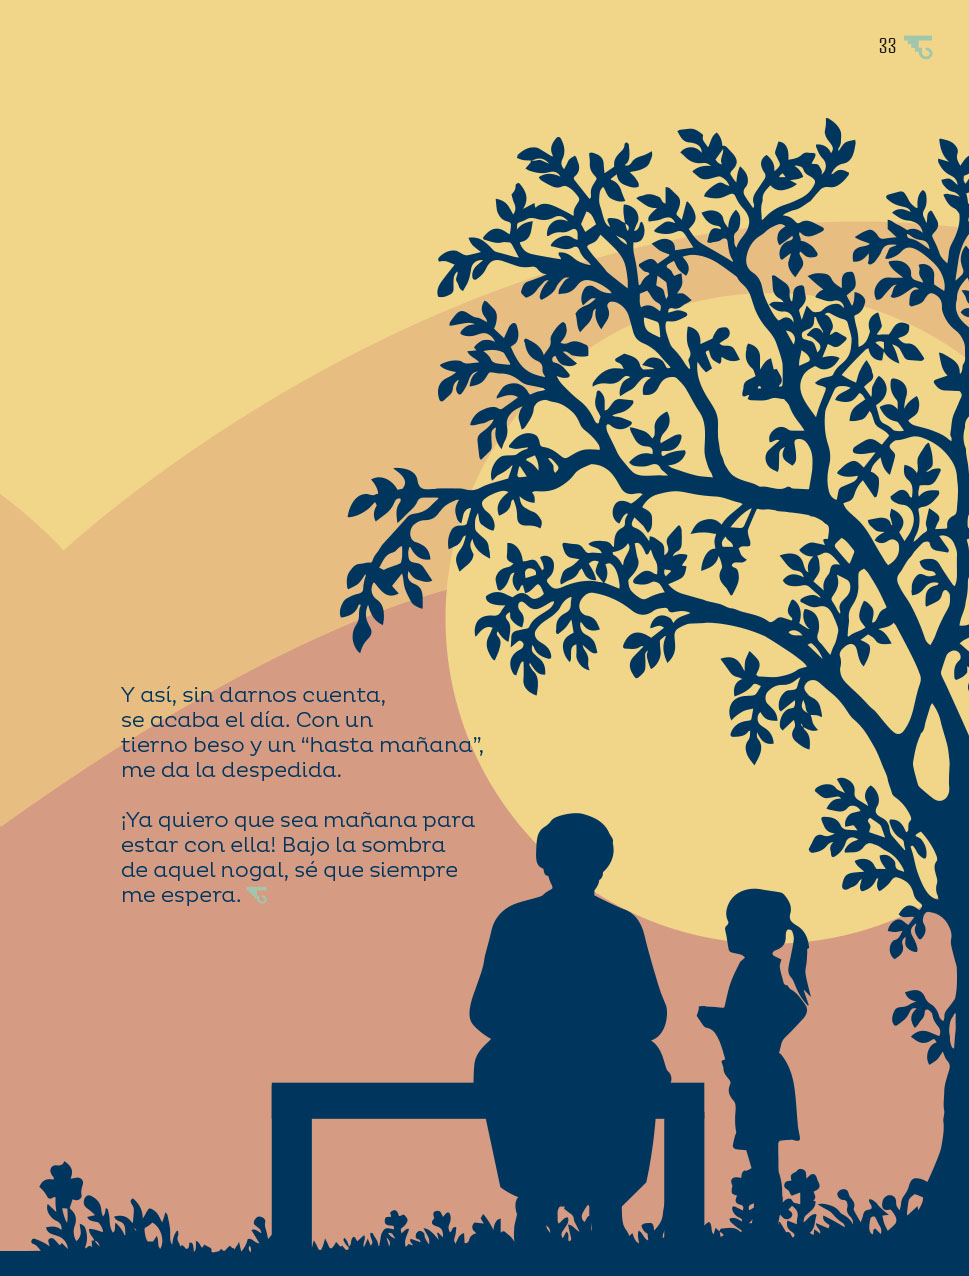 33
Y así, sin darnos cuenta,
se acaba el día. Con un
tierno beso y un “hasta mañana”,
me da la despedida.
¡Ya quiero que sea mañana para
estar con ella! Bajo la sombra
de aquel nogal, sé que siempre
me espera.